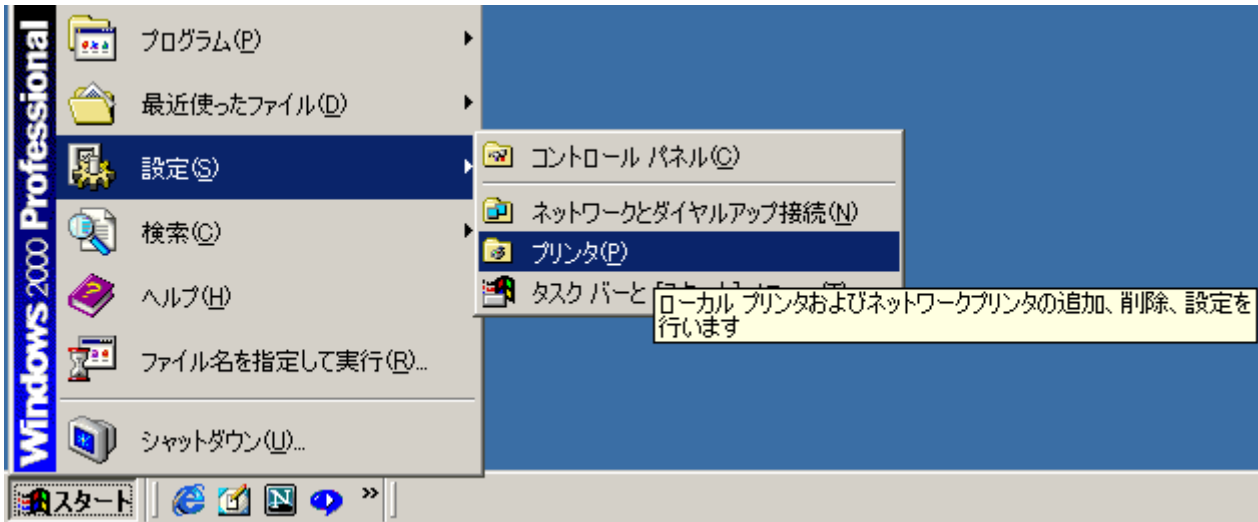 Windows 2000 Professional
プログラム(P)
最近使ったファイル(D)
設定(S)
検索(C)
ヘルプ(H)
ファイル名を指定して実行(R)...
シャットダウン(U)...
コントロール パネル(C)
ネットワークとダイヤルアップ接続(N)
プリンタ(P)
タスク バーと
ローカル プリンタおよびネットワークプリンタの追加、削除、設定を
行います
スタート
N
»